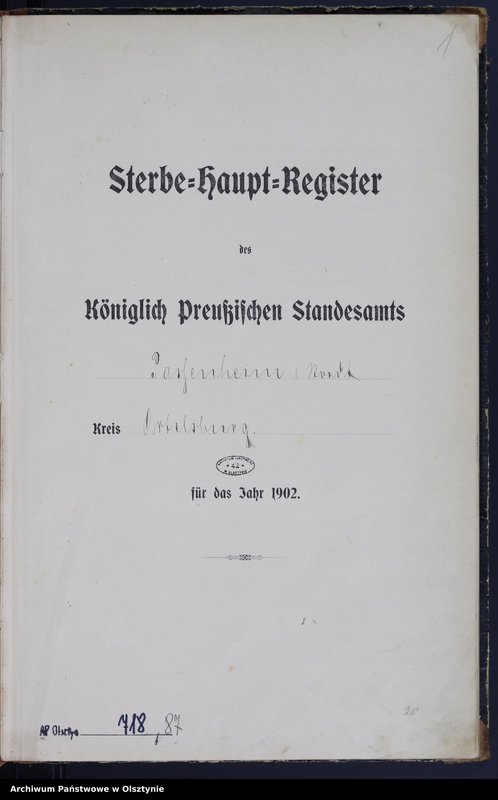 1
Sterbe=Haupt=Register
des
Königlich Preußischen Standesamts
Passenheim, Stadt
Kreis Ortelsburg.
42
für das Jahr 1902.
20
AP Olsztyn 718, 87
Archiwum Państwowe w Olsztynie